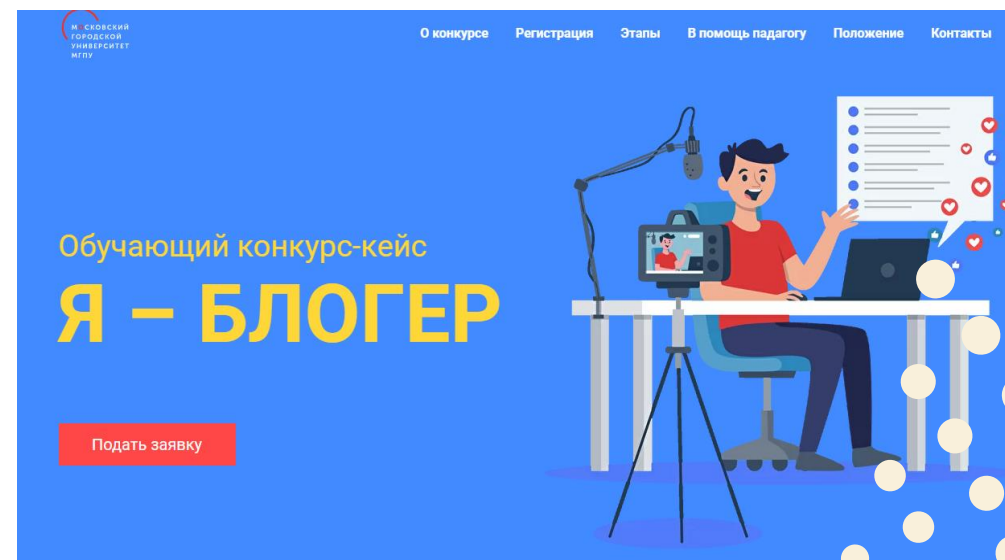 МОСКОВСКИЙ
ГОРОДСКОЙ
УНИВЕРСИТЕТ
МГПУ
О конкурсе Регистрация Этапы В помощь падагогу Положение Контакты
Обучающий конкурс-кейс
Я – БЛОГЕР
Подать заявку